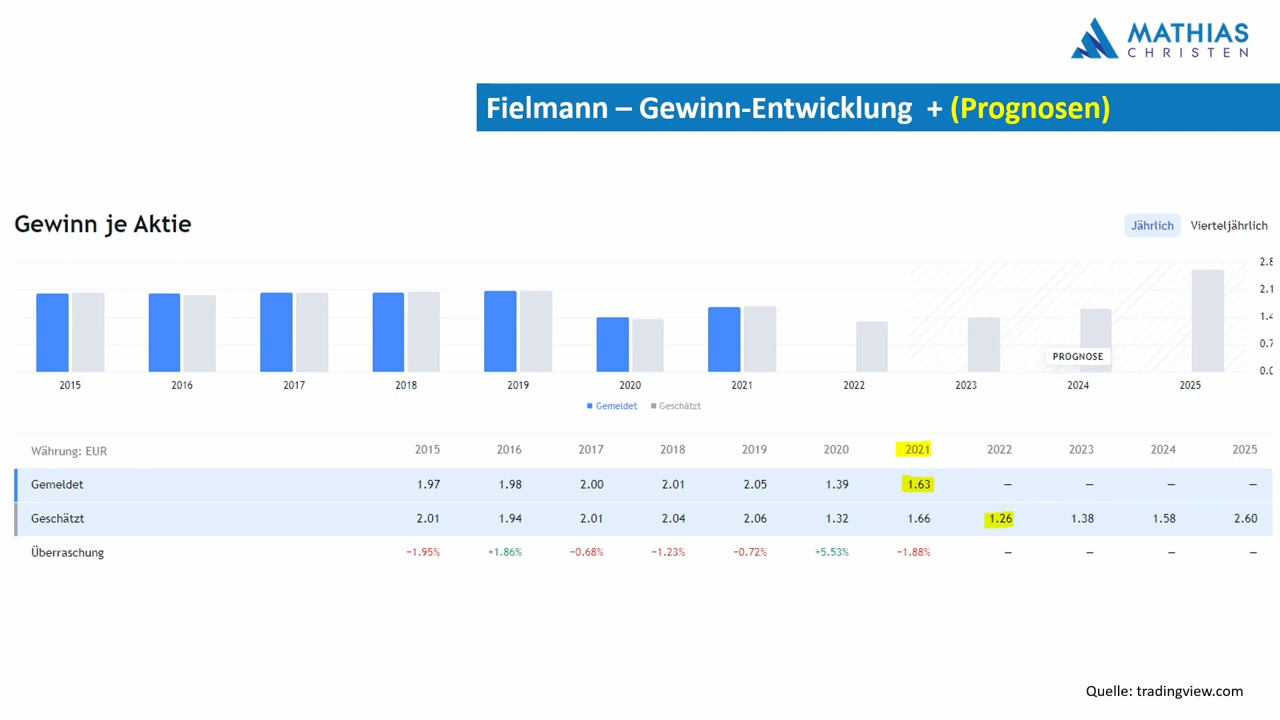 MATHIAS
CHRISTEN
Fielmann – Gewinn-Entwicklung + (Prognosen)
Gewinn je Aktie
Jährlich Vierteljährlich
2.8
2.1
1.4
0.7
0.0
PROGNOSE
2015 2016 2017 2018 2019 2020 2021 2022 2023 2024 2025
Gemeldet Geschätzt
Währung: EUR 2015 2016 2017 2018 2019 2020 2021 2022 2023 2024 2025
Gemeldet 1.97 1.98 2.00 2.01 2.05 1.39 1.63 — — — —
Geschätzt 2.01 1.94 2.01 2.04 2.06 1.32 1.66 1.26 1.38 1.58 2.60
Überraschung −1.95% +1.86% −0.68% −1.23% −0.72% +5.53% −1.88% — — — —
Quelle: tradingview.com